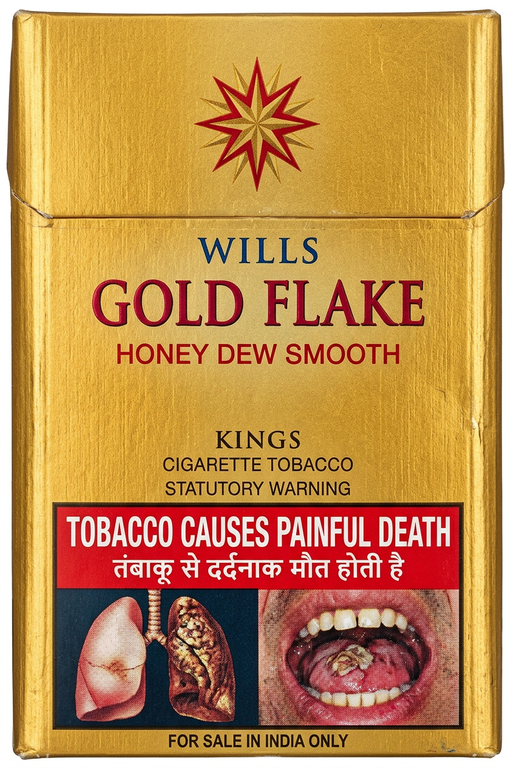 WILLS
GOLD FLAKE
HONEY DEW SMOOTH
KINGS
CIGARETTE TOBACCO
STATUTORY WARNING
TOBACCO CAUSES PAINFUL DEATH
तंबाकू से दर्दनाक मौत होती है
FOR SALE IN INDIA ONLY